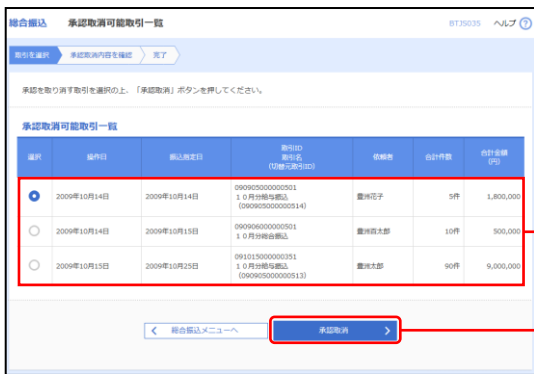 総合振込 承認取消可能取引一覧 BTJS035 ヘルプ ?
取引を選択 承認取消内容を確認 完了
承認を取り消す取引を選択の上、「承認取消」ボタンを押してください。
承認取消可能取引一覧
選択 操作日 振込指定日 取引ID 取引名 (切替元取引ID) 依頼者 合計件数 合計金額 (円)
2009年10月14日 2009年10月14日 090905000000501 10月分給与振込 (090905000000514) 豊洲花子 5件 1,800,000
2009年10月14日 2009年10月15日 090906000000501 10月分総合振込 豊洲百太郎 10件 500,000
2009年10月15日 2009年10月25日 091015000000351 10月分給与振込 (090905000000513) 豊洲太郎 90件 9,000,000
総合振込メニューへ 承認取消